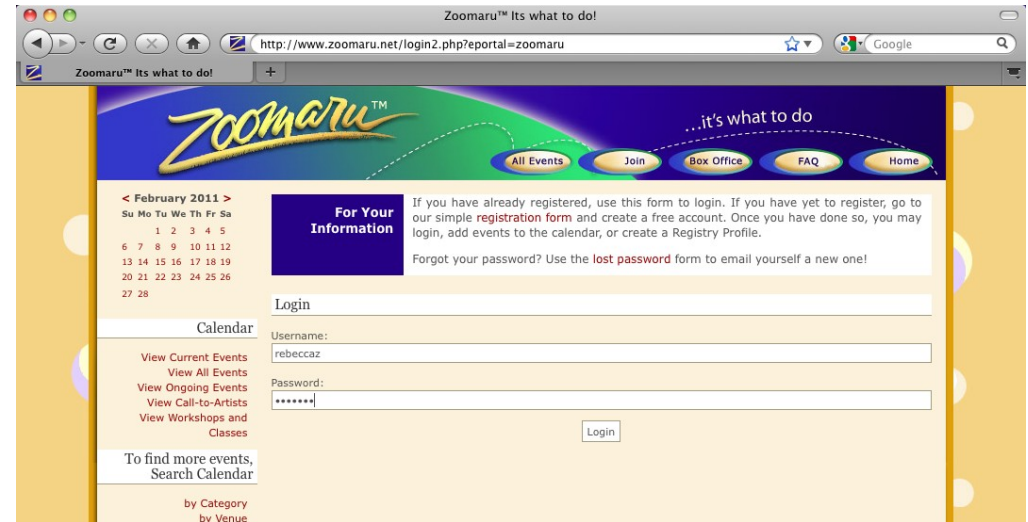 Zoomaru™ Its what to do!
http://www.zoomaru.net/login2.php?eportal=zoomaru
Google
Zoomaru™ Its what to do!
Zoomaru™
...it's what to do
All Events Join Box Office FAQ Home
< February 2011 >
Su Mo Tu We Th Fr Sa
1 2 3 4 5
6 7 8 9 10 11 12
13 14 15 16 17 18 19
20 21 22 23 24 25 26
27 28
Calendar
View Current Events
View All Events
View Ongoing Events
View Call-to-Artists
View Workshops and
Classes
To find more events,
Search Calendar
by Category
by Venue
For Your
Information
If you have already registered, use this form to login. If you have yet to register, go to
our simple registration form and create a free account. Once you have done so, you may
login, add events to the calendar, or create a Registry Profile.
Forgot your password? Use the lost password form to email yourself a new one!
Login
Username:
rebeccaz
Password:
•••••••
Login